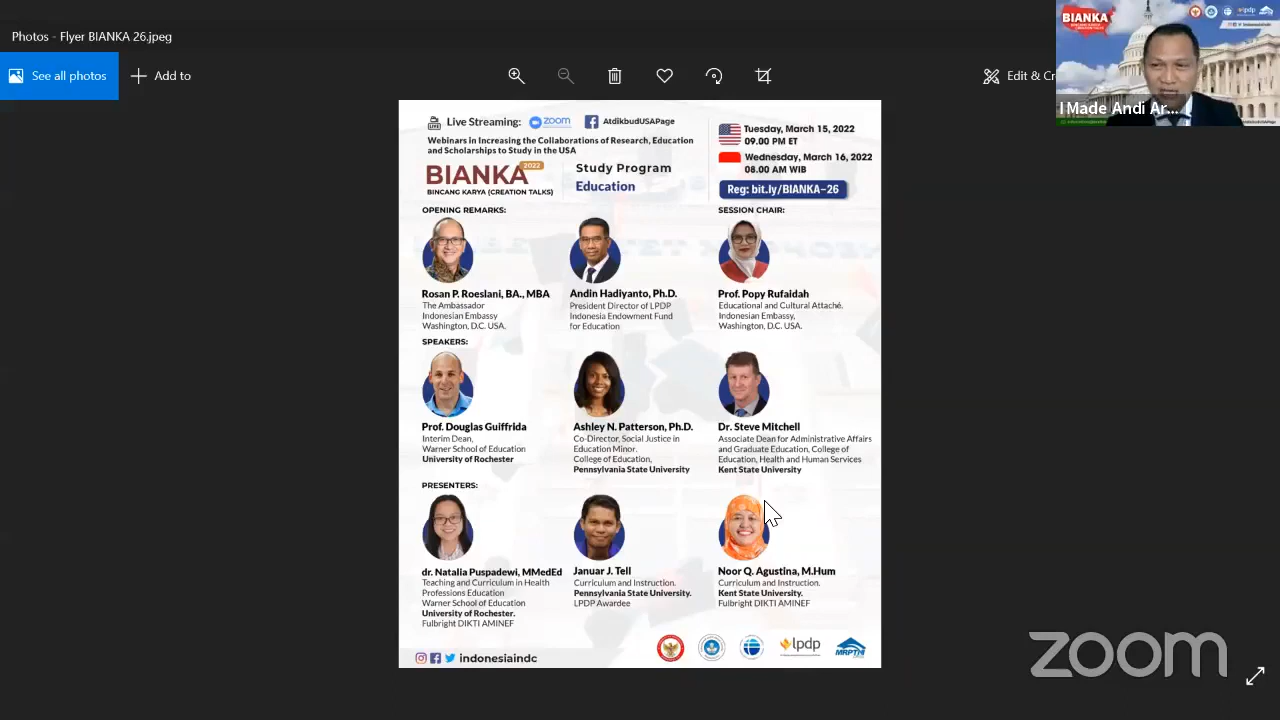 Photos - Flyer BIANKA 26.jpeg
See all photos
Add to
Edit & Cr
BIANKA
I Made Andi Ar...
Live Streaming: zoom AtdikbudUSAPage
Webinars in Increasing the Collaborations of Research, Education
and Scholarships to Study in the USA
BIANKA 2022
BINCANG KARYA (CREATION TALKS)
Study Program
Education
Tuesday, March 15, 2022
09.00 PM ET
Wednesday, March 16, 2022
08.00 AM WIB
Reg: bit.ly/BIANKA-26
OPENING REMARKS:
SESSION CHAIR:
Rosan P. Roeslani, BA., MBA
The Ambassador
Indonesian Embassy
Washington, D.C. USA.
Andin Hadiyanto, Ph.D.
President Director of LPDP
Indonesia Endowment Fund
for Education
Prof. Popy Rufaidah
Educational and Cultural Attaché.
Indonesian Embassy,
Washington, D.C. USA.
SPEAKERS:
Prof. Douglas Guiffrida
Interim Dean,
Warner School of Education
University of Rochester
Ashley N. Patterson, Ph.D.
Co-Director, Social Justice in
Education Minor.
College of Education,
Pennsylvania State University
Dr. Steve Mitchell
Associate Dean for Administrative Affairs
and Graduate Education, College of
Education, Health and Human Services
Kent State University
PRESENTERS:
dr. Natalia Puspadewi, MMedEd
Teaching and Curriculum in Health
Professions Education
Warner School of Education
University of Rochester.
Fulbright DIKTI AMINEF
Januar J. Tell
Curriculum and Instruction.
Pennsylvania State University.
LPDP Awardee
Noor Q. Agustina, M.Hum
Curriculum and Instruction.
Kent State University.
Fulbright DIKTI AMINEF
indonesiaindc
lpdp
MRPTNI
zoom